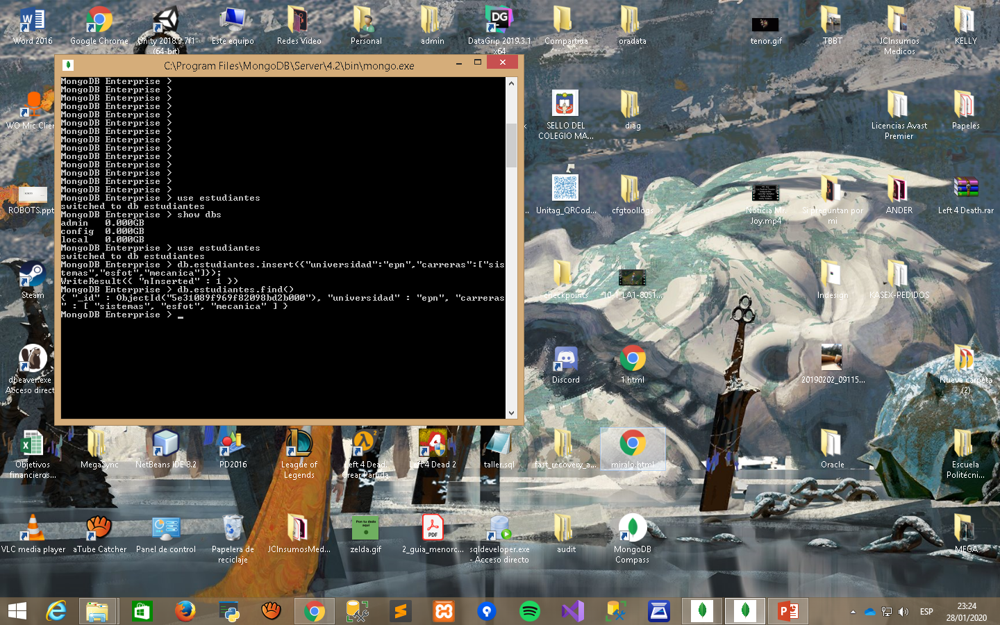 Word 2016
Google Chrome
Unity 2018.3.7f1 (64-bit)
Este equipo
Redes Video
Personal
admin
DG
DataGrip 2019.3.1 x64
Compartida
oradata
tenor.gif
TBBT
JCInsumos Medicos
KELLY
C:\Program Files\MongoDB\Server\4.2\bin\mongo.exe
MongoDB Enterprise >
MongoDB Enterprise >
MongoDB Enterprise >
MongoDB Enterprise >
MongoDB Enterprise >
MongoDB Enterprise >
MongoDB Enterprise >
MongoDB Enterprise >
MongoDB Enterprise >
MongoDB Enterprise >
MongoDB Enterprise >
MongoDB Enterprise >
MongoDB Enterprise >
MongoDB Enterprise >
MongoDB Enterprise > use estudiantes
switched to db estudiantes
MongoDB Enterprise > show dbs
admin   0.000GB
config  0.000GB
local   0.000GB
MongoDB Enterprise > use estudiantes
switched to db estudiantes
MongoDB Enterprise > db.estudiantes.insert({"universidad":"epn","carreras":["sis
temas","esfot","mecanica"]});
WriteResult({ "nInserted" : 1 })
MongoDB Enterprise > db.estudiantes.find()
{ "_id" : ObjectId("5e31089f969f82098bd2b000"), "universidad" : "epn", "carreras
" : [ "sistemas", "esfot", "mecanica" ] }
MongoDB Enterprise > _
WO Mic Clien
SELLO DEL
COLEGIO MA...
diag
Licencias Avast
Premier
Papeles
ROBOTS.ppt
Unitag_QRCod...
cfgtoollogs
Noticia Mr.
Joy.mp4
Si preguntan por
mi
ANDER
Left 4 Death.rar
Steam
checkpoints
10-1_LA1-8051...
Indesign
KASEX-PEDIDOS
dbeaver.exe
Acceso direct
Discord
1.html
20190202_09115...
Nueva carpeta
(2)
Objetivos
financieros...
MegaSync
NetBeans IDE 8.2
PD2016
League of
Legends
Left 4 Dead
Crear Partida
Left 4 Dead 2
taller.sql
fast_recovery_a...
miralo.html
Oracle
Escuela
Politécni...
VLC media player
aTube Catcher
Panel de control
Papelera de
reciclaje
JCInsumosMed...
Pon tu dedo
aqui
zelda.gif
PDF
2_guia_menorc...
sqldeveloper.exe
- Acceso directo
audit
MongoDB
Compass
MEGA
ESP
23:24
28/01/2020